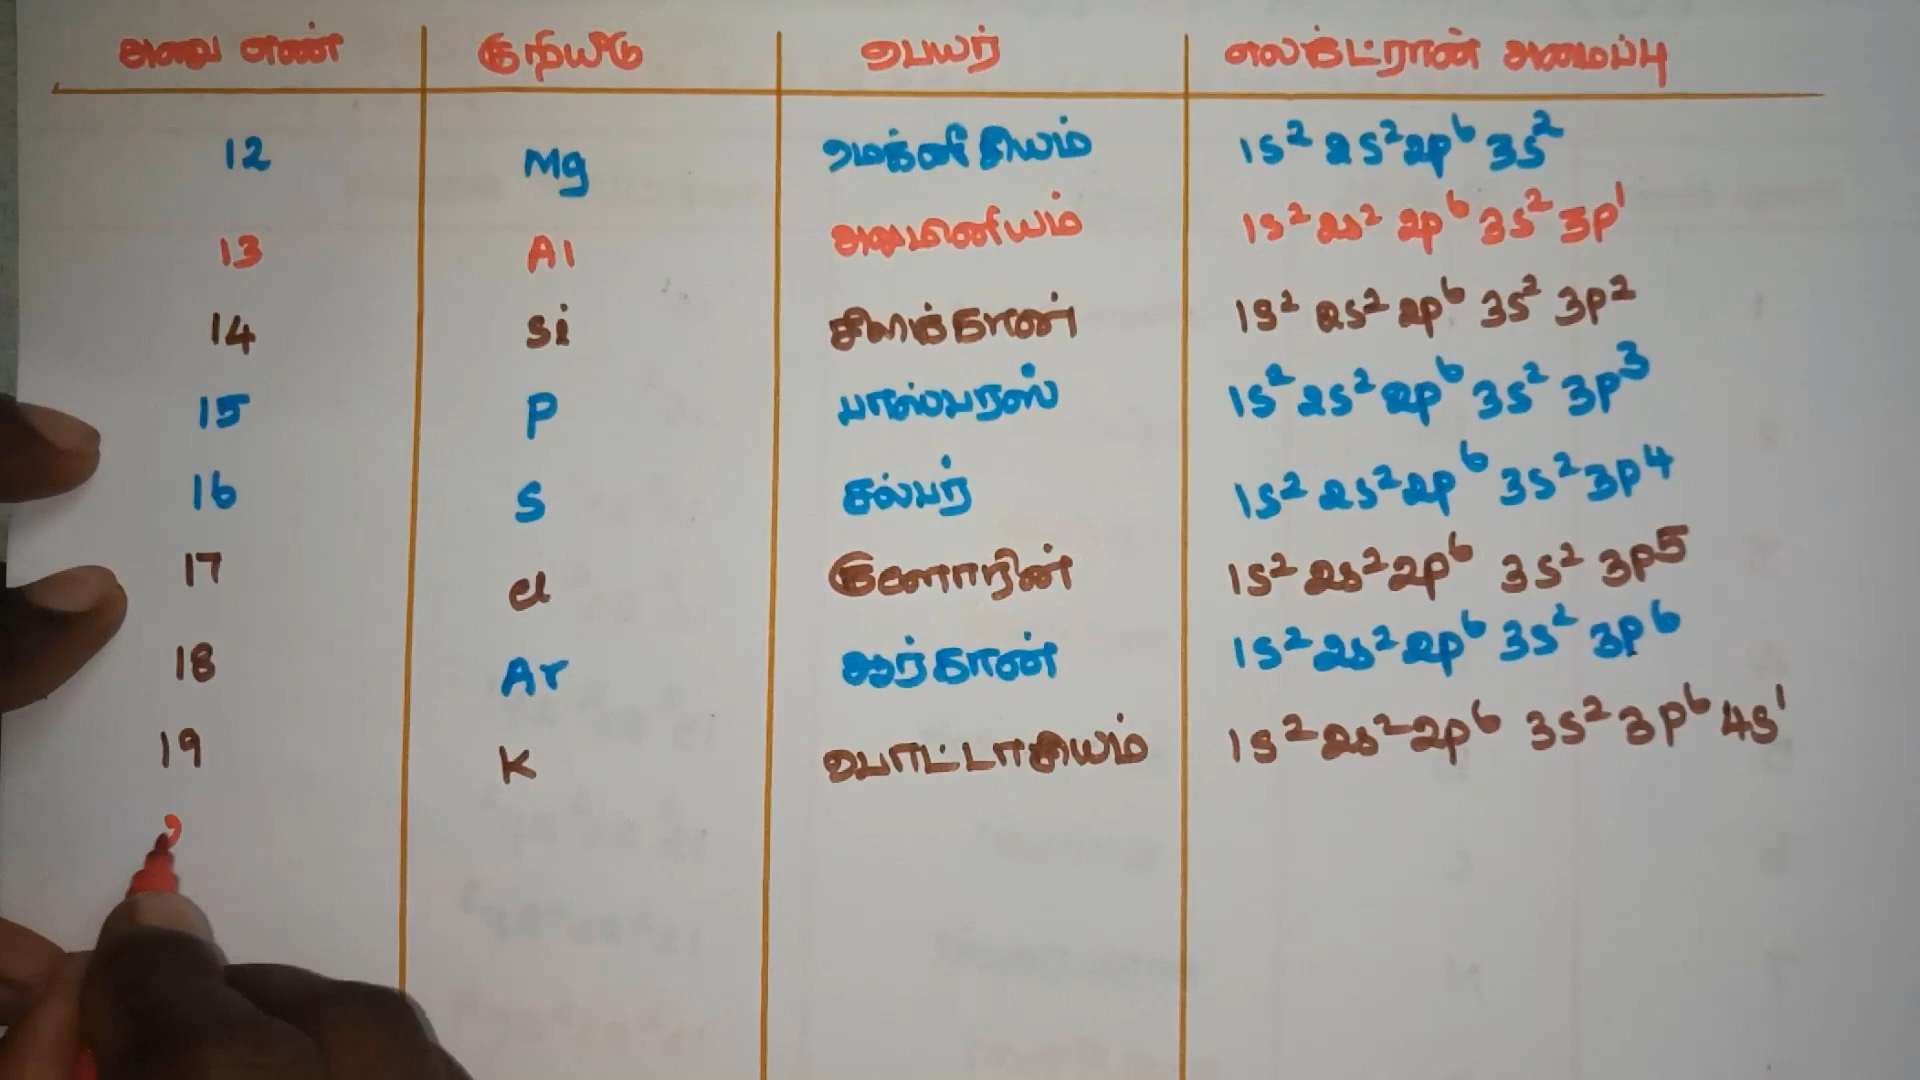 அணு எண் குறியீடு பெயர் எலக்ட்ரான் அமைப்பு
12 Mg மெக்னீசியம் 1s² 2s² 2p⁶ 3s²
13 Al அலுமினியம் 1s² 2s² 2p⁶ 3s² 3p¹
14 Si சிலிக்கான் 1s² 2s² 2p⁶ 3s² 3p²
15 P பாஸ்பரஸ் 1s² 2s² 2p⁶ 3s² 3p³
16 S சல்பர் 1s² 2s² 2p⁶ 3s² 3p⁴
17 Cl குளோரின் 1s² 2s² 2p⁶ 3s² 3p⁵
18 Ar ஆர்கான் 1s² 2s² 2p⁶ 3s² 3p⁶
19 K பொட்டாசியம் 1s² 2s² 2p⁶ 3s² 3p⁶ 4s¹